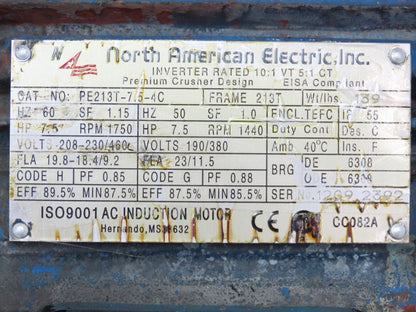 North American Electric, Inc.
INVERTER RATED 10:1 VT 5:1 CT
Premium Crusher Design EISA Compliant
CAT NO: PE213T-7.5-4C FRAME 213T Wt/lbs. 139
HZ 60 SF 1.15 HZ 50 SF 1.0 ENCL.TEFC IP 55
HP 7.5 RPM 1750 HP 7.5 RPM 1440 Duty Cont Des. C
VOLTS 208-230/460 VOLTS 190/380 Amb 40°C Ins. F
FLA 19.8-18.4/9.2 FLA 23/11.5 BRG DE 6308
CODE H PF 0.85 CODE G PF 0.88 O E
EFF 89.5% MIN 87.5% EFF 87.5% MIN 85.5% SER NO.
ISO9001 AC INDUCTION MOTOR CE CC082A
Hernando, MS 38632